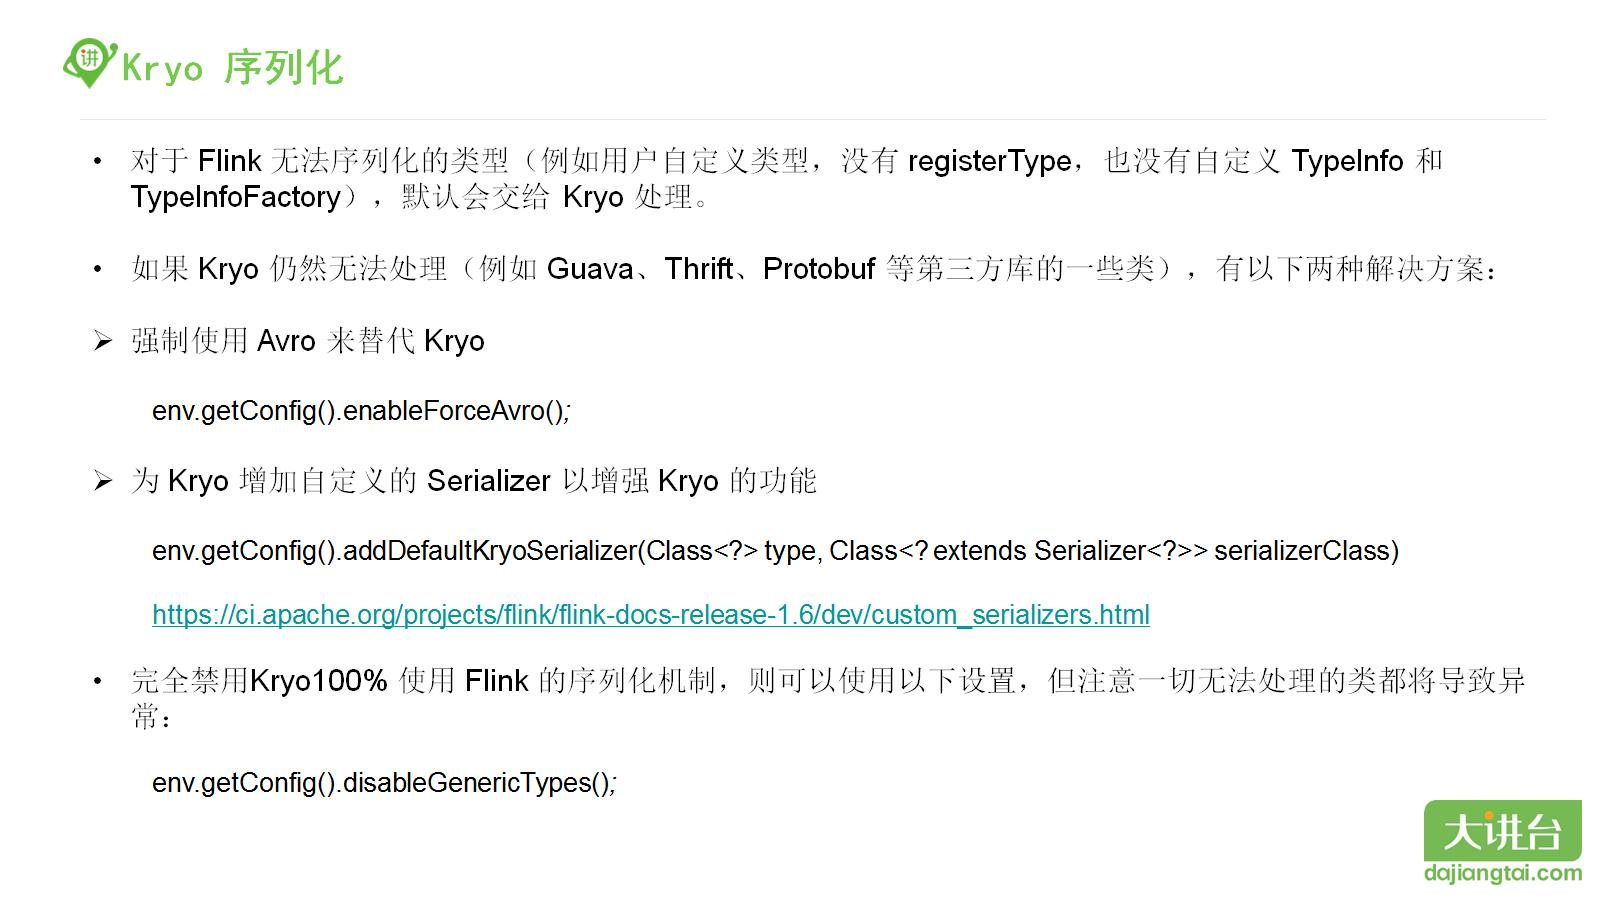 讲
Kryo 序列化
• 对于 Flink 无法序列化的类型（例如用户自定义类型，没有 registerType，也没有自定义 TypeInfo 和
TypeInfoFactory），默认会交给 Kryo 处理。
• 如果 Kryo 仍然无法处理（例如 Guava、Thrift、Protobuf 等第三方库的一些类），有以下两种解决方案：
➢ 强制使用 Avro 来替代 Kryo
env.getConfig().enableForceAvro();
➢ 为 Kryo 增加自定义的 Serializer 以增强 Kryo 的功能
env.getConfig().addDefaultKryoSerializer(Class<?> type, Class<? extends Serializer<?>> serializerClass)
https://ci.apache.org/projects/flink/flink-docs-release-1.6/dev/custom_serializers.html
• 完全禁用Kryo100% 使用 Flink 的序列化机制，则可以使用以下设置，但注意一切无法处理的类都将导致异
常：
env.getConfig().disableGenericTypes();
大讲台
dajiangtai.com